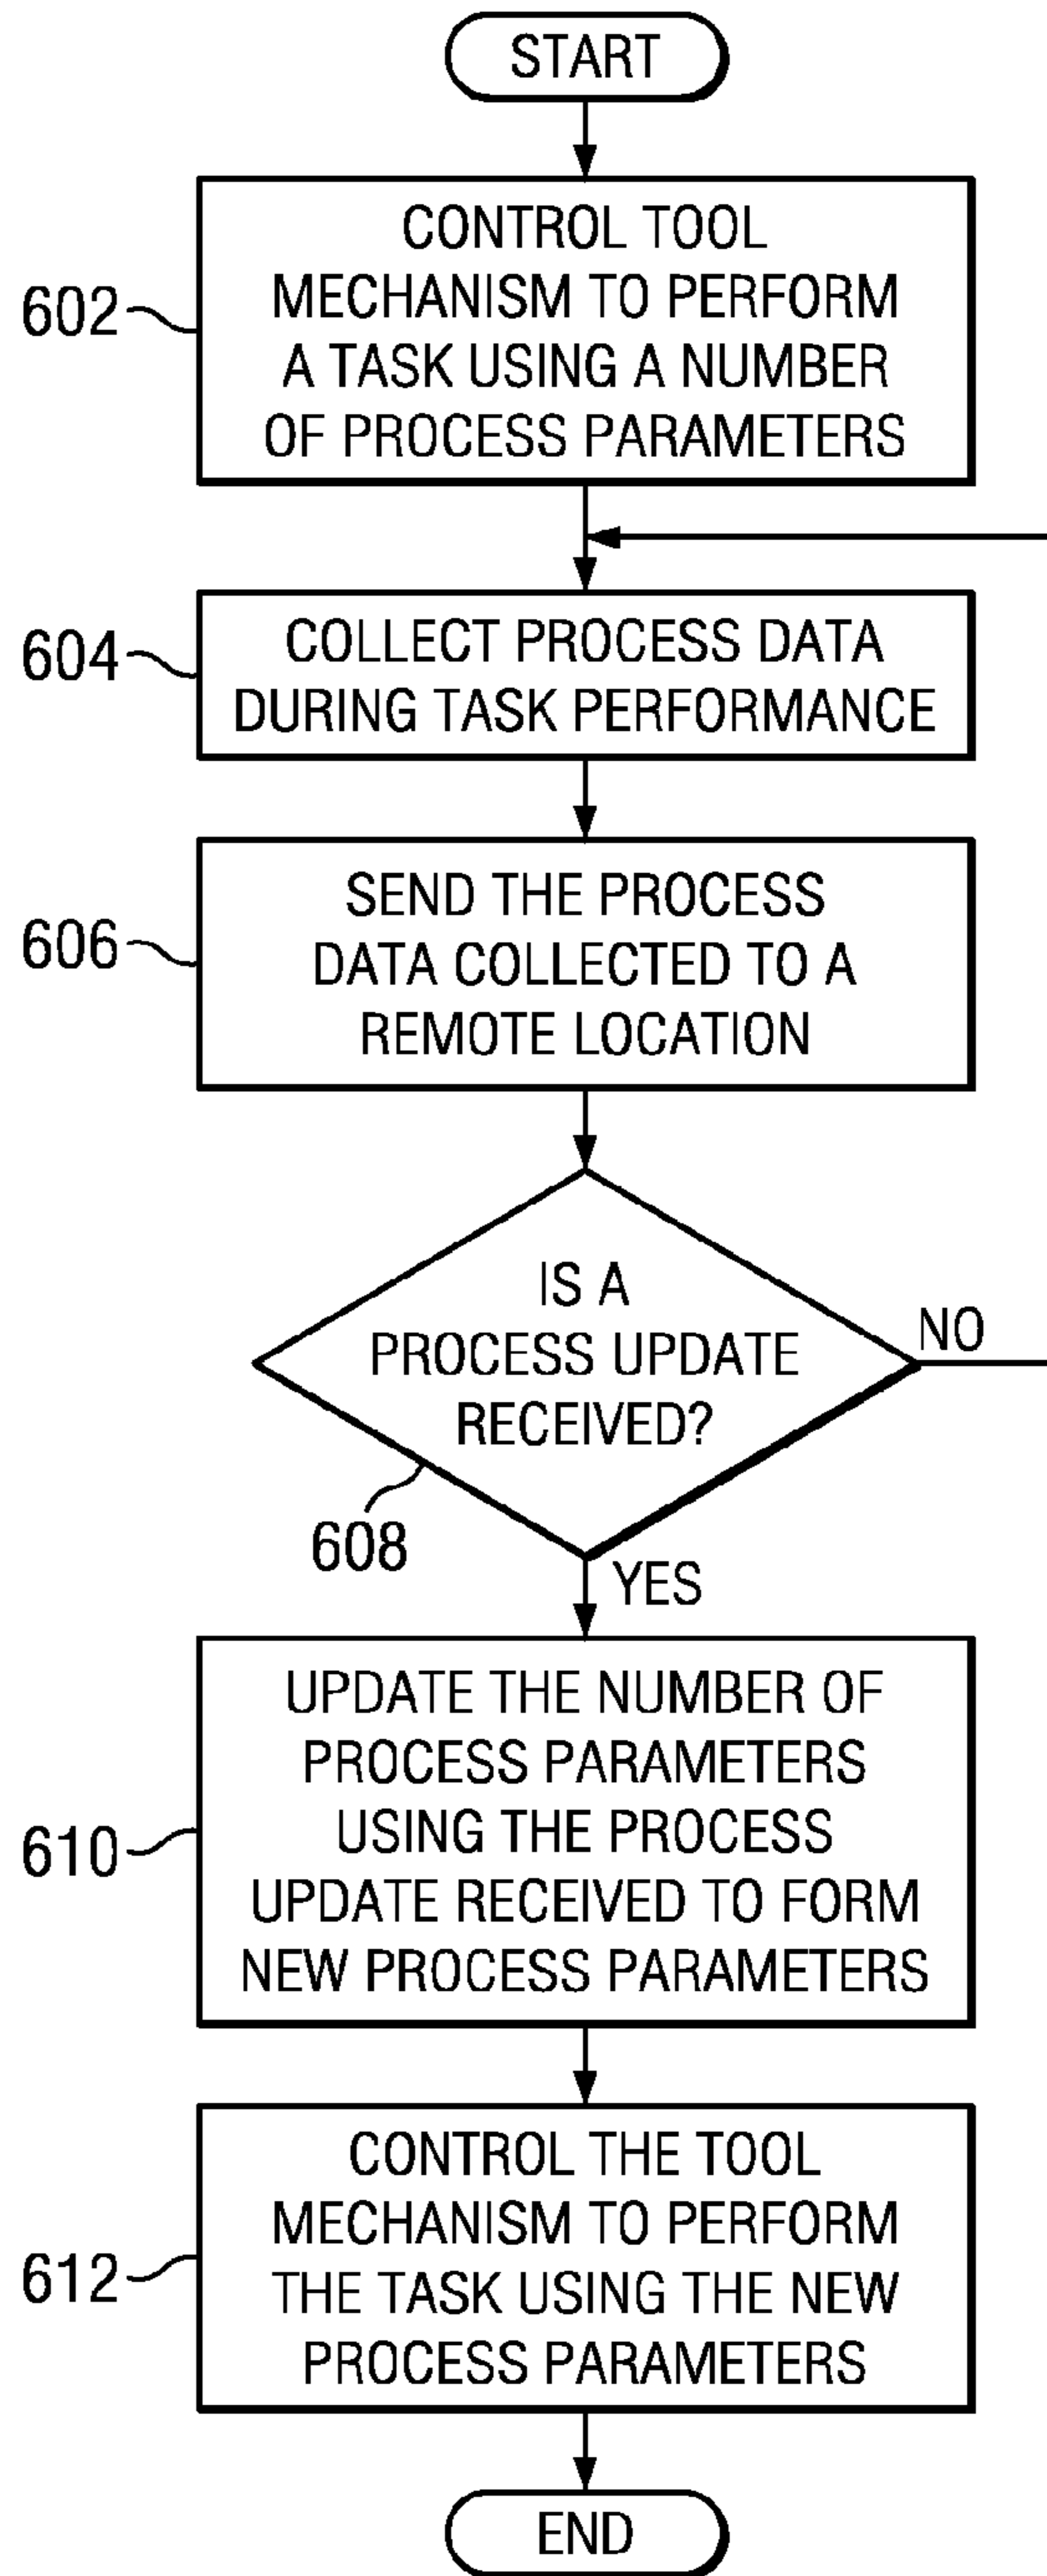 START
602
CONTROL TOOL
MECHANISM TO PERFORM
A TASK USING A NUMBER
OF PROCESS PARAMETERS
604
COLLECT PROCESS DATA
DURING TASK PERFORMANCE
606
SEND THE PROCESS
DATA COLLECTED TO A
REMOTE LOCATION
IS A
PROCESS UPDATE
RECEIVED?
NO
608
YES
610
UPDATE THE NUMBER OF
PROCESS PARAMETERS
USING THE PROCESS
UPDATE RECEIVED TO FORM
NEW PROCESS PARAMETERS
612
CONTROL THE TOOL
MECHANISM TO PERFORM
THE TASK USING THE NEW
PROCESS PARAMETERS
END